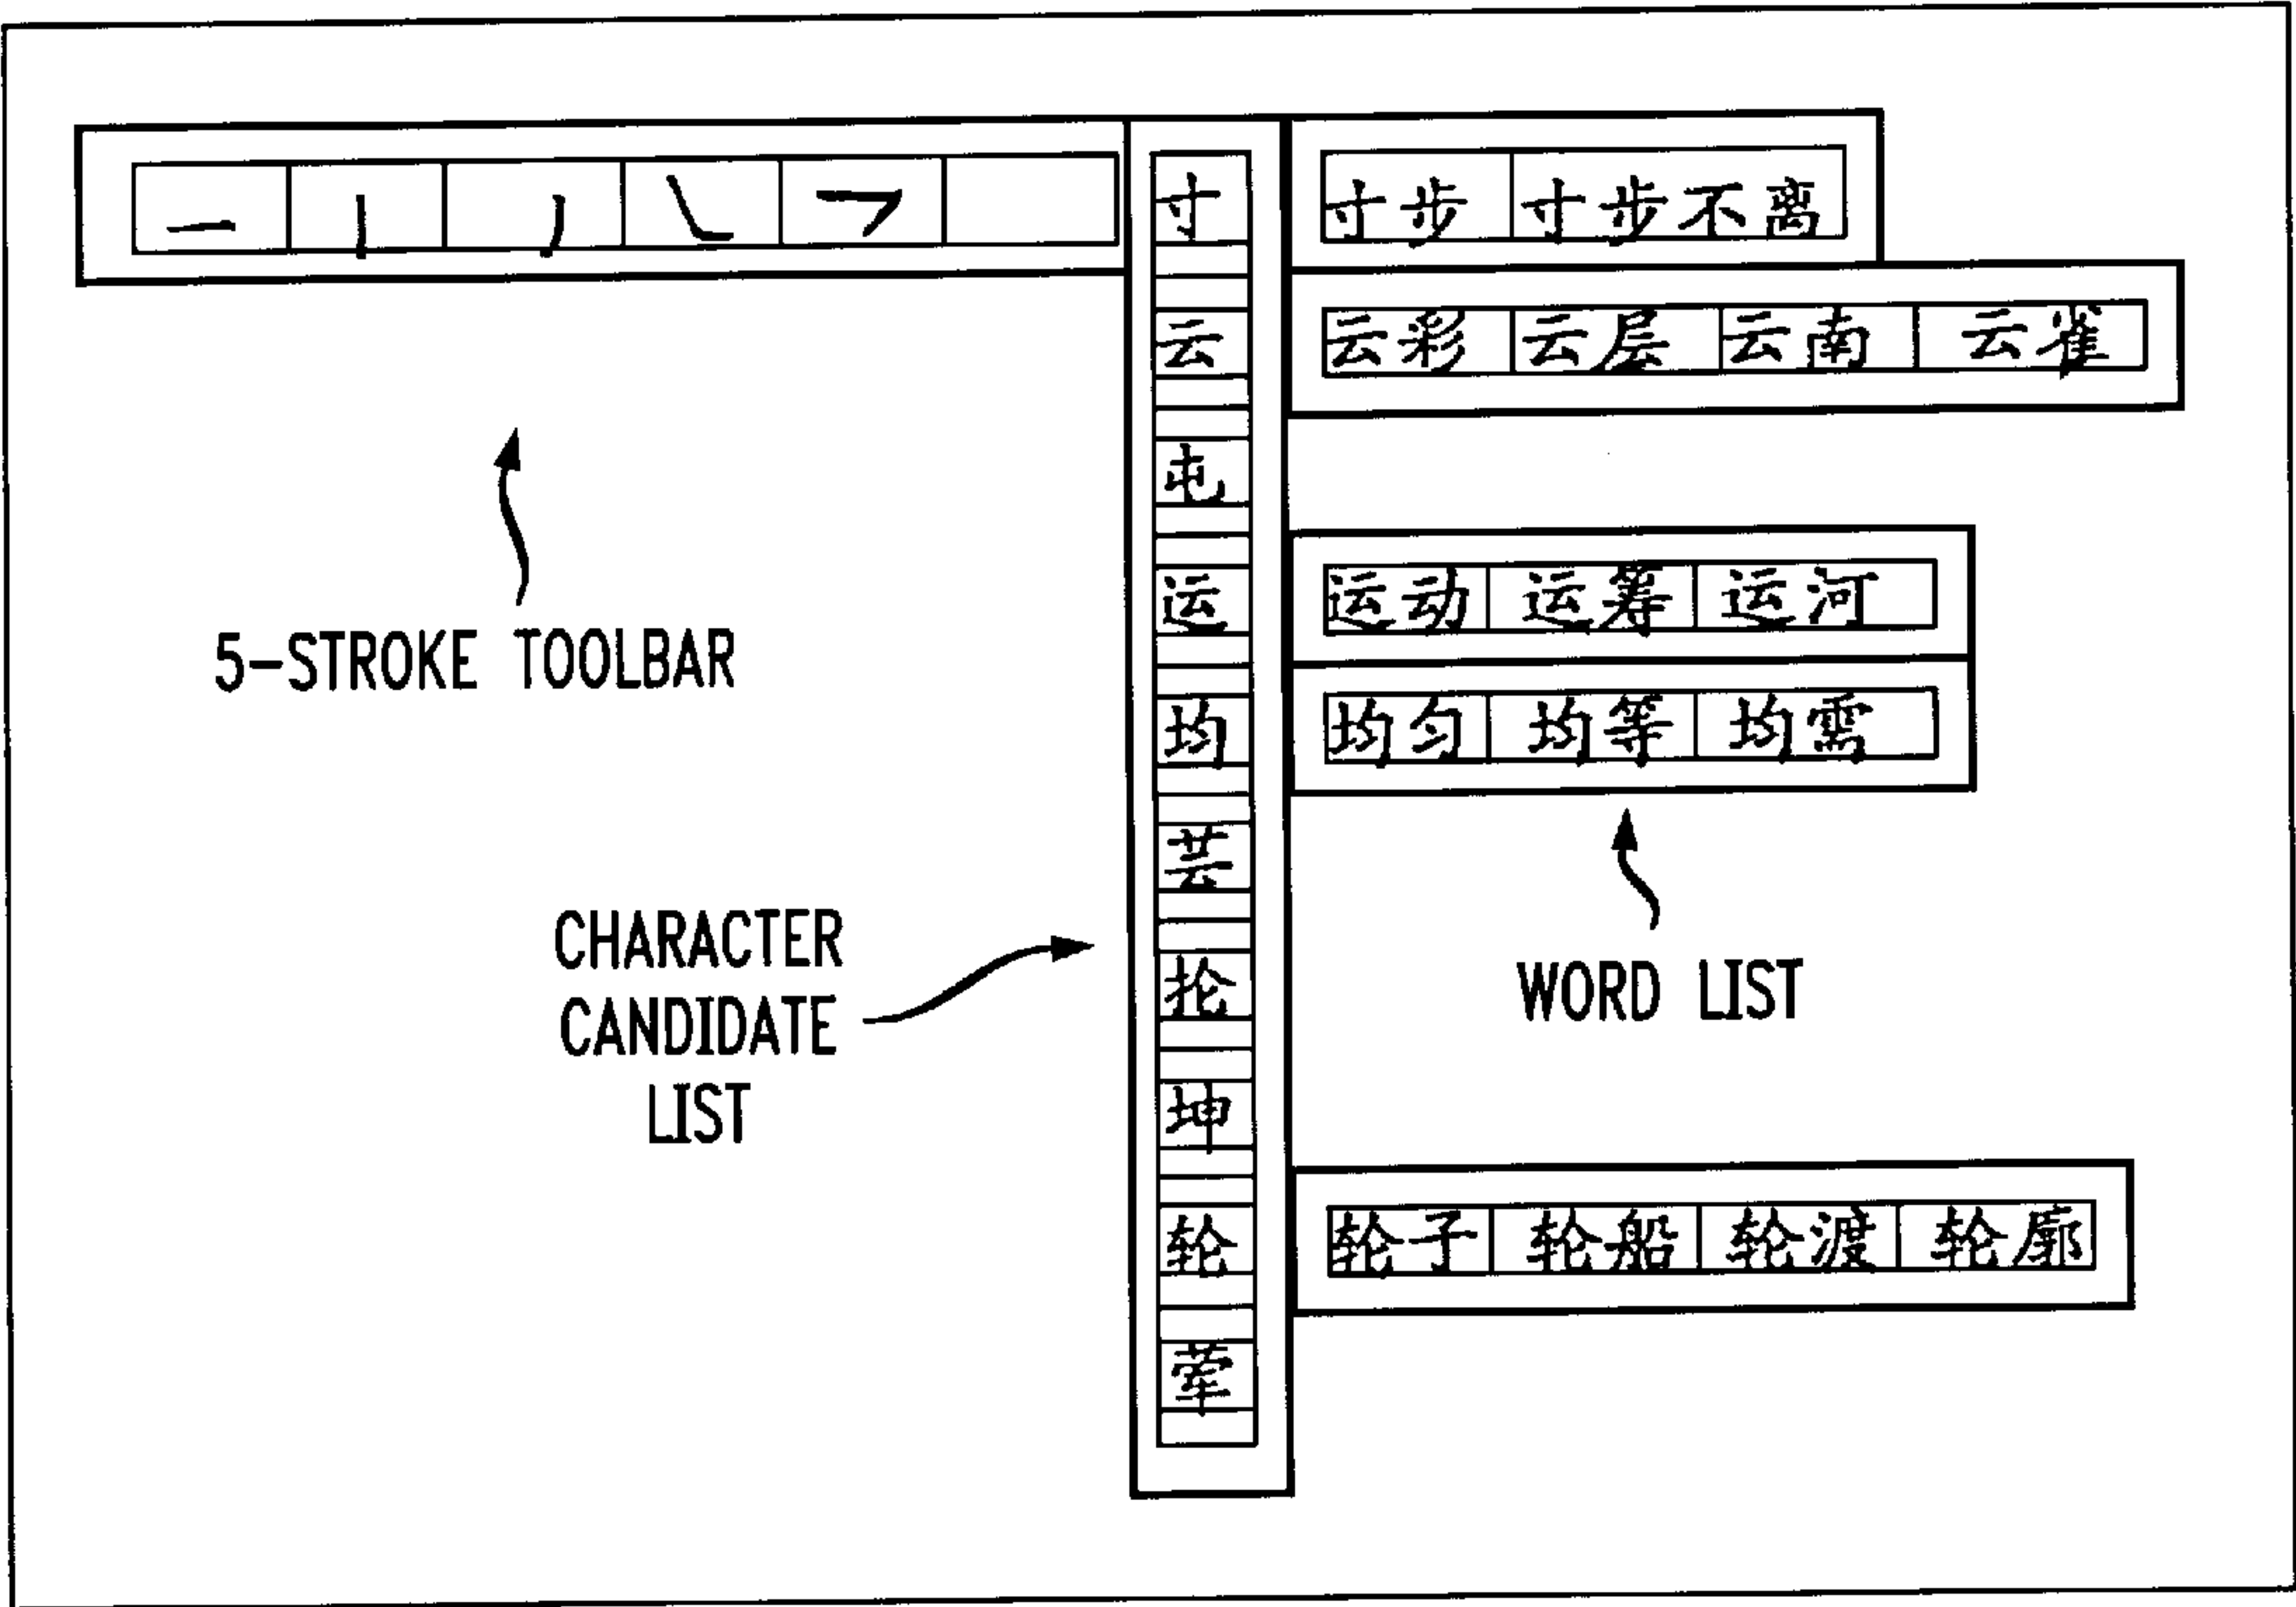 一 丨 丿 ㇏ ㇇
寸 寸步 寸步不离
云 云彩 云层 云南 云雀
屯
运 运动 运筹 运河
均 均匀 均等 均需
芸
抡
坤
轮 轮子 轮船 轮渡 轮廓
荤
5-STROKE TOOLBAR
CHARACTER
CANDIDATE
LIST
WORD LIST